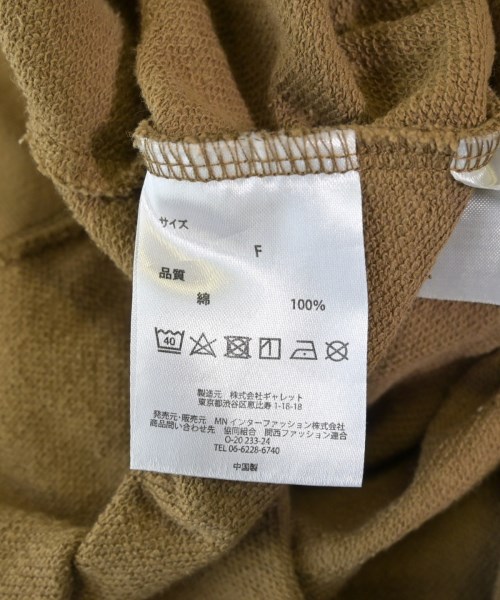 サイズ
F
品質
綿 100%
40
製造元 株式会社ギャレット
東京都渋谷区恵比寿 1-18-18
発売元・販売元 MN インターファッション株式会社
商品問い合わせ先 協同組合 関西ファッション連合
O-20 233-24
TEL 06-6228-6740
中国製